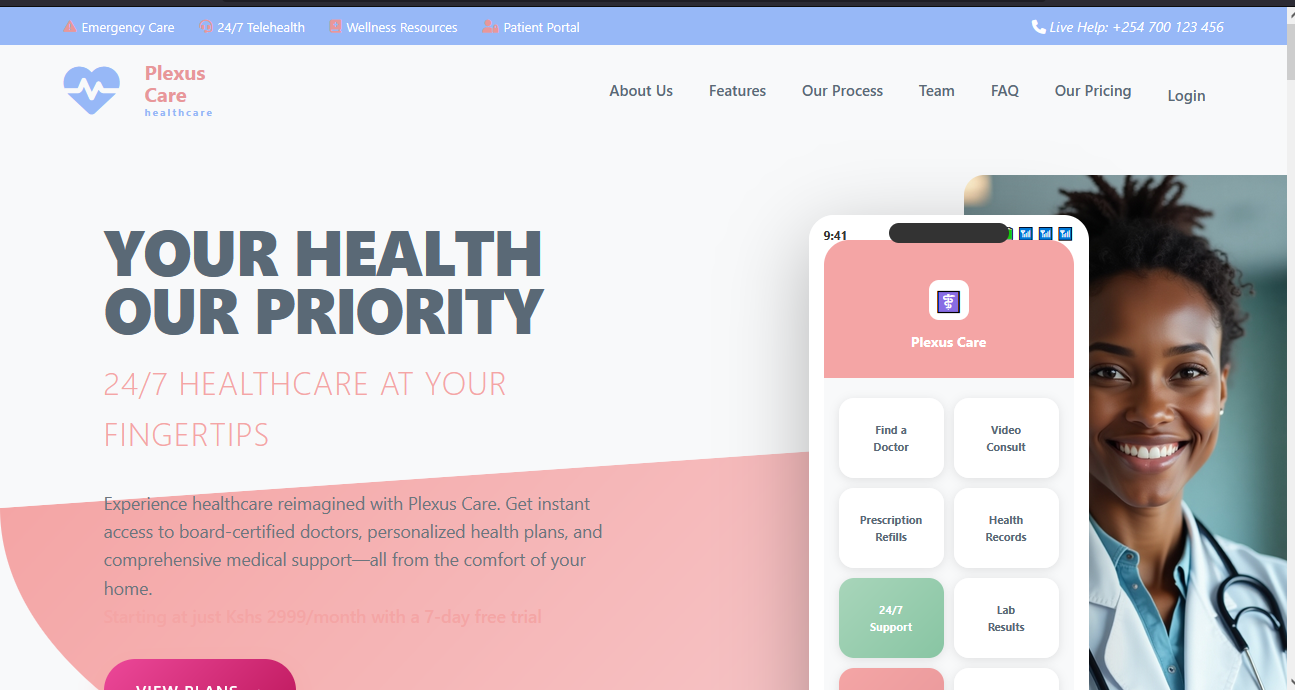 Emergency Care 24/7 Telehealth Wellness Resources Patient Portal Live Help: +254 700 123 456
Plexus
Care
healthcare
About Us Features Our Process Team FAQ Our Pricing Login
YOUR HEALTH
OUR PRIORITY
24/7 HEALTHCARE AT YOUR
FINGERTIPS
Experience healthcare reimagined with Plexus Care. Get instant
access to board-certified doctors, personalized health plans, and
comprehensive medical support—all from the comfort of your
home.
Starting at just Kshs 2999/month with a 7-day free trial
VIEW PLANS
9:41
Plexus Care
Find a
Doctor
Video
Consult
Prescription
Refills
Health
Records
24/7
Support
Lab
Results